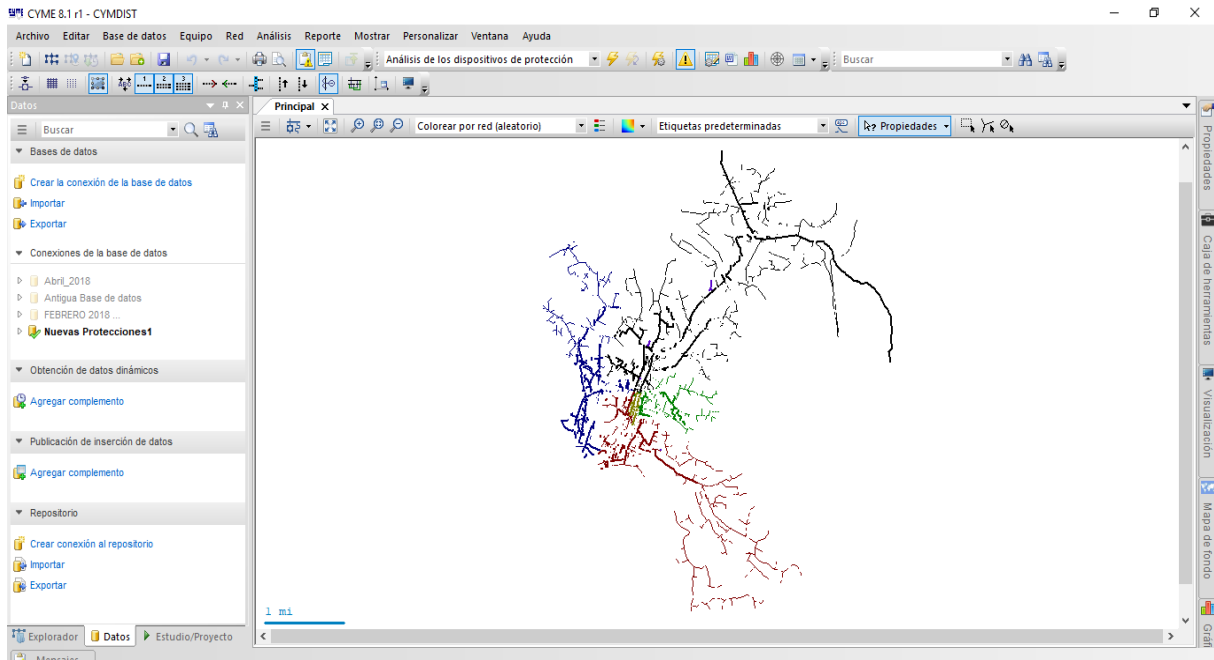 CYME 8.1 r1 - CYMDIST
Archivo Editar Base de datos Equipo Red Análisis Reporte Mostrar Personalizar Ventana Ayuda
Análisis de los dispositivos de protección
Buscar
1 2 3
Datos
Principal
Buscar
Colorear por red (aleatorio)
Etiquetas predeterminadas
Propiedades
Bases de datos
Crear la conexión de la base de datos
Importar
Exportar
Conexiones de la base de datos
Abril_2018
Antigua Base de datos
FEBRERO 2018 ...
Nuevas Protecciones1
Obtención de datos dinámicos
Agregar complemento
Publicación de inserción de datos
Agregar complemento
Repositorio
Crear conexión al repositorio
Importar
Exportar
1 mi
Explorador Datos Estudio/Proyecto
Mensajes
Propiedades
Caja de herramientas
Visualización
Mapa de fondo
Gráfi